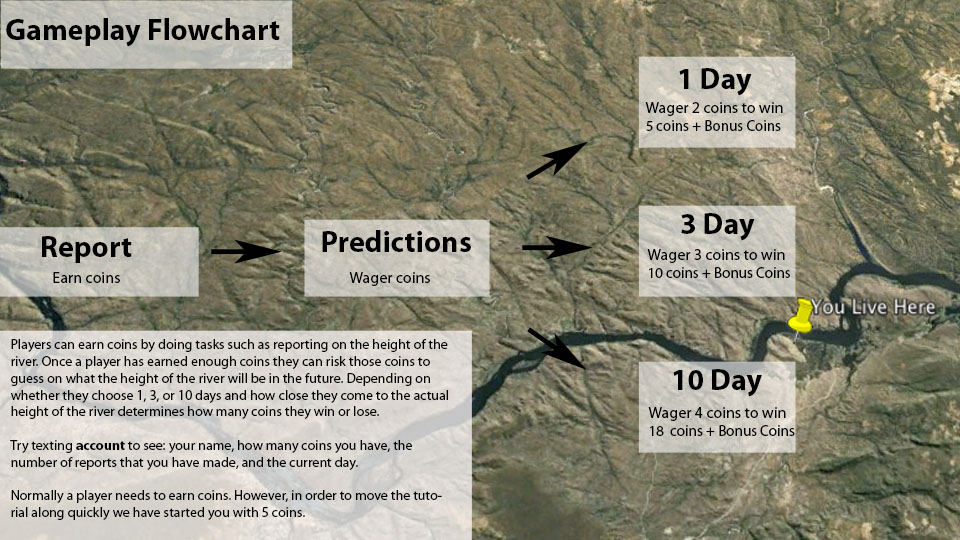 Gameplay Flowchart
1 Day
Wager 2 coins to win
5 coins + Bonus Coins
Report
Earn coins
Predictions
Wager coins
3 Day
Wager 3 coins to win
10 coins + Bonus Coins
You Live Here
10 Day
Wager 4 coins to win
18 coins + Bonus Coins
Players can earn coins by doing tasks such as reporting on the height of the
river. Once a player has earned enough coins they can risk those coins to
guess on what the height of the river will be in the future. Depending on
whether they choose 1, 3, or 10 days and how close they come to the actual
height of the river determines how many coins they win or lose.
Try texting account to see: your name, how many coins you have, the
number of reports that you have made, and the current day.
Normally a player needs to earn coins. However, in order to move the tuto-
rial along quickly we have started you with 5 coins.